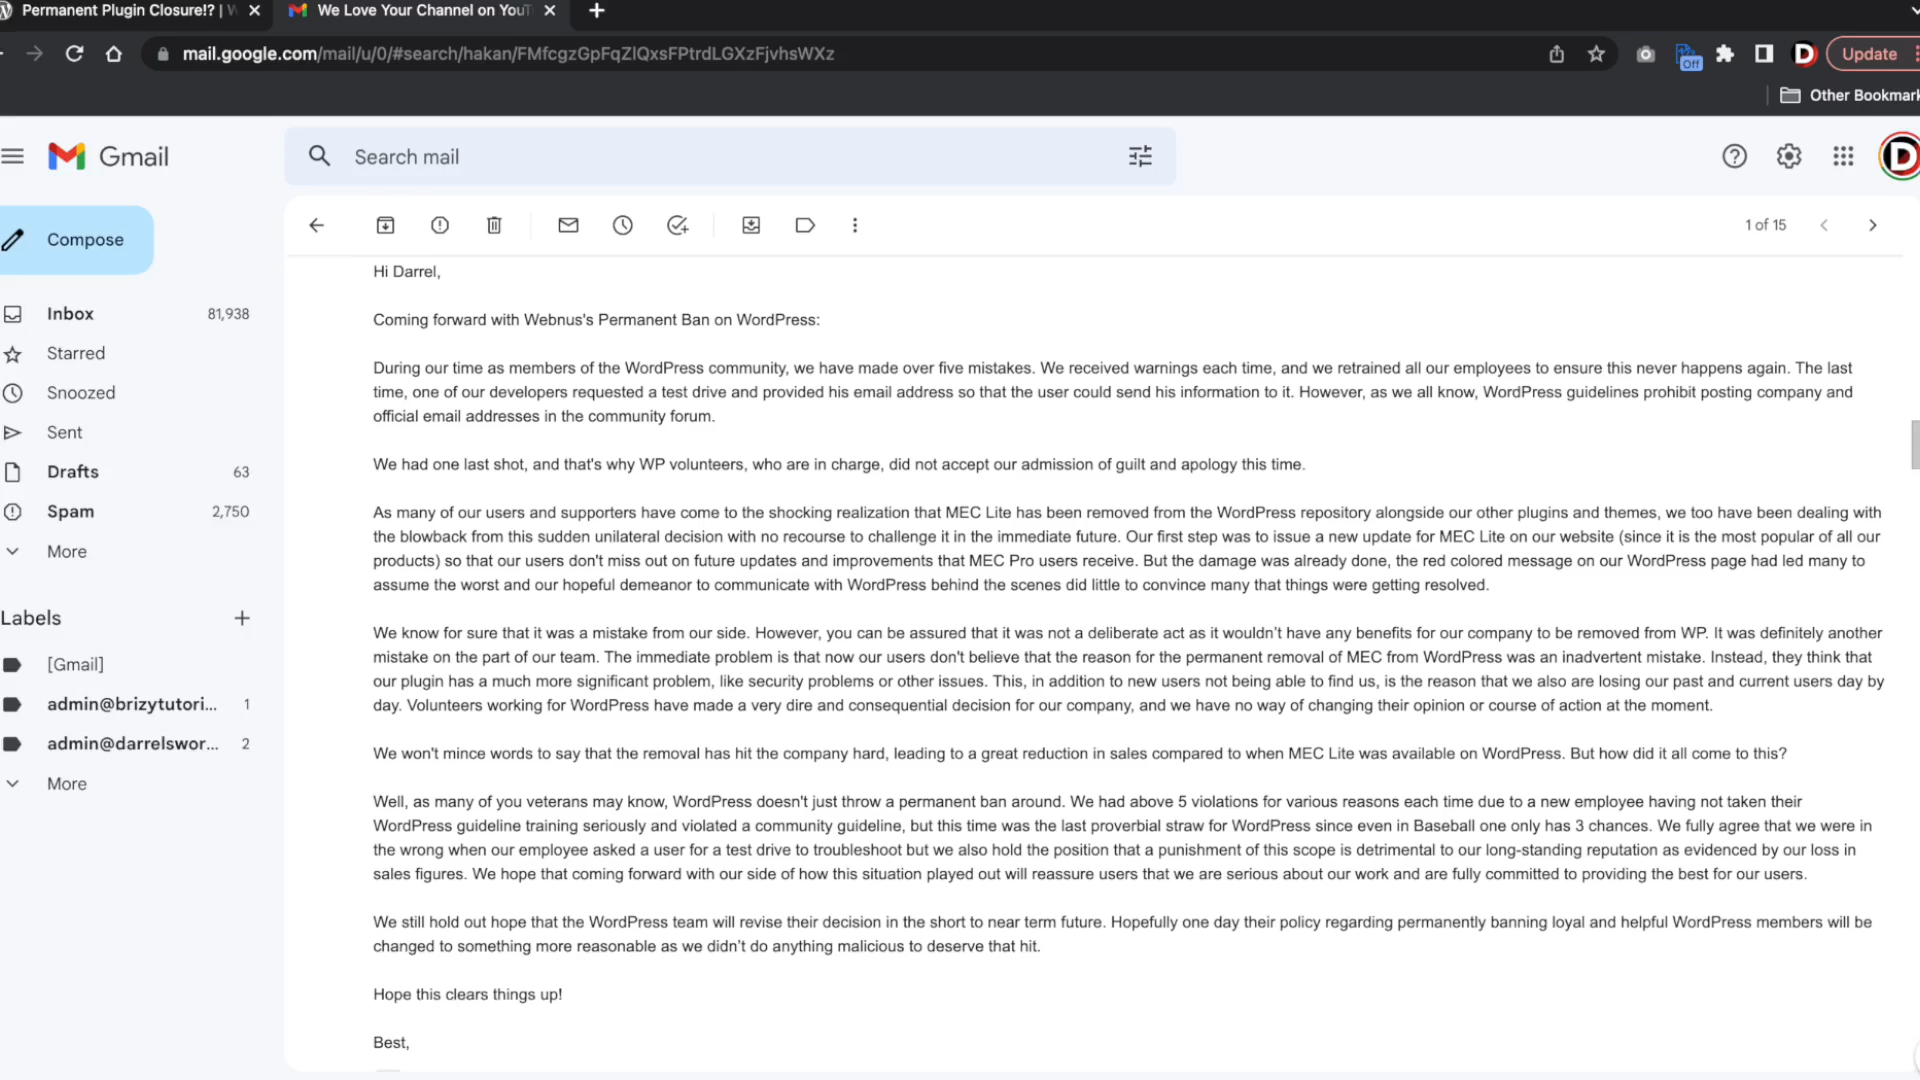 Permanent Plugin Closure!? |
We Love Your Channel on YouT
mail.google.com/mail/u/0/#search/hakan/FMfcgzGpFqZlQxsFPtrdLGXzFjvhsWXz
Off
D
Update
Other Bookmark
Gmail
Search mail
D
Compose
1 of 15
Inbox 81,938
Starred
Snoozed
Sent
Drafts 63
Spam 2,750
More
Labels
[Gmail]
admin@brizytutori... 1
admin@darrelswor... 2
More
Hi Darrel,
Coming forward with Webnus's Permanent Ban on WordPress:
During our time as members of the WordPress community, we have made over five mistakes. We received warnings each time, and we retrained all our employees to ensure this never happens again. The last
time, one of our developers requested a test drive and provided his email address so that the user could send his information to it. However, as we all know, WordPress guidelines prohibit posting company and
official email addresses in the community forum.
We had one last shot, and that's why WP volunteers, who are in charge, did not accept our admission of guilt and apology this time.
As many of our users and supporters have come to the shocking realization that MEC Lite has been removed from the WordPress repository alongside our other plugins and themes, we too have been dealing with
the blowback from this sudden unilateral decision with no recourse to challenge it in the immediate future. Our first step was to issue a new update for MEC Lite on our website (since it is the most popular of all our
products) so that our users don't miss out on future updates and improvements that MEC Pro users receive. But the damage was already done, the red colored message on our WordPress page had led many to
assume the worst and our hopeful demeanor to communicate with WordPress behind the scenes did little to convince many that things were getting resolved.
We know for sure that it was a mistake from our side. However, you can be assured that it was not a deliberate act as it wouldn't have any benefits for our company to be removed from WP. It was definitely another
mistake on the part of our team. The immediate problem is that now our users don't believe that the reason for the permanent removal of MEC from WordPress was an inadvertent mistake. Instead, they think that
our plugin has a much more significant problem, like security problems or other issues. This, in addition to new users not being able to find us, is the reason that we also are losing our past and current users day by
day. Volunteers working for WordPress have made a very dire and consequential decision for our company, and we have no way of changing their opinion or course of action at the moment.
We won't mince words to say that the removal has hit the company hard, leading to a great reduction in sales compared to when MEC Lite was available on WordPress. But how did it all come to this?
Well, as many of you veterans may know, WordPress doesn't just throw a permanent ban around. We had above 5 violations for various reasons each time due to a new employee having not taken their
WordPress guideline training seriously and violated a community guideline, but this time was the last proverbial straw for WordPress since even in Baseball one only has 3 chances. We fully agree that we were in
the wrong when our employee asked a user for a test drive to troubleshoot but we also hold the position that a punishment of this scope is detrimental to our long-standing reputation as evidenced by our loss in
sales figures. We hope that coming forward with our side of how this situation played out will reassure users that we are serious about our work and are fully committed to providing the best for our users.
We still hold out hope that the WordPress team will revise their decision in the short to near term future. Hopefully one day their policy regarding permanently banning loyal and helpful WordPress members will be
changed to something more reasonable as we didn't do anything malicious to deserve that hit.
Hope this clears things up!
Best,